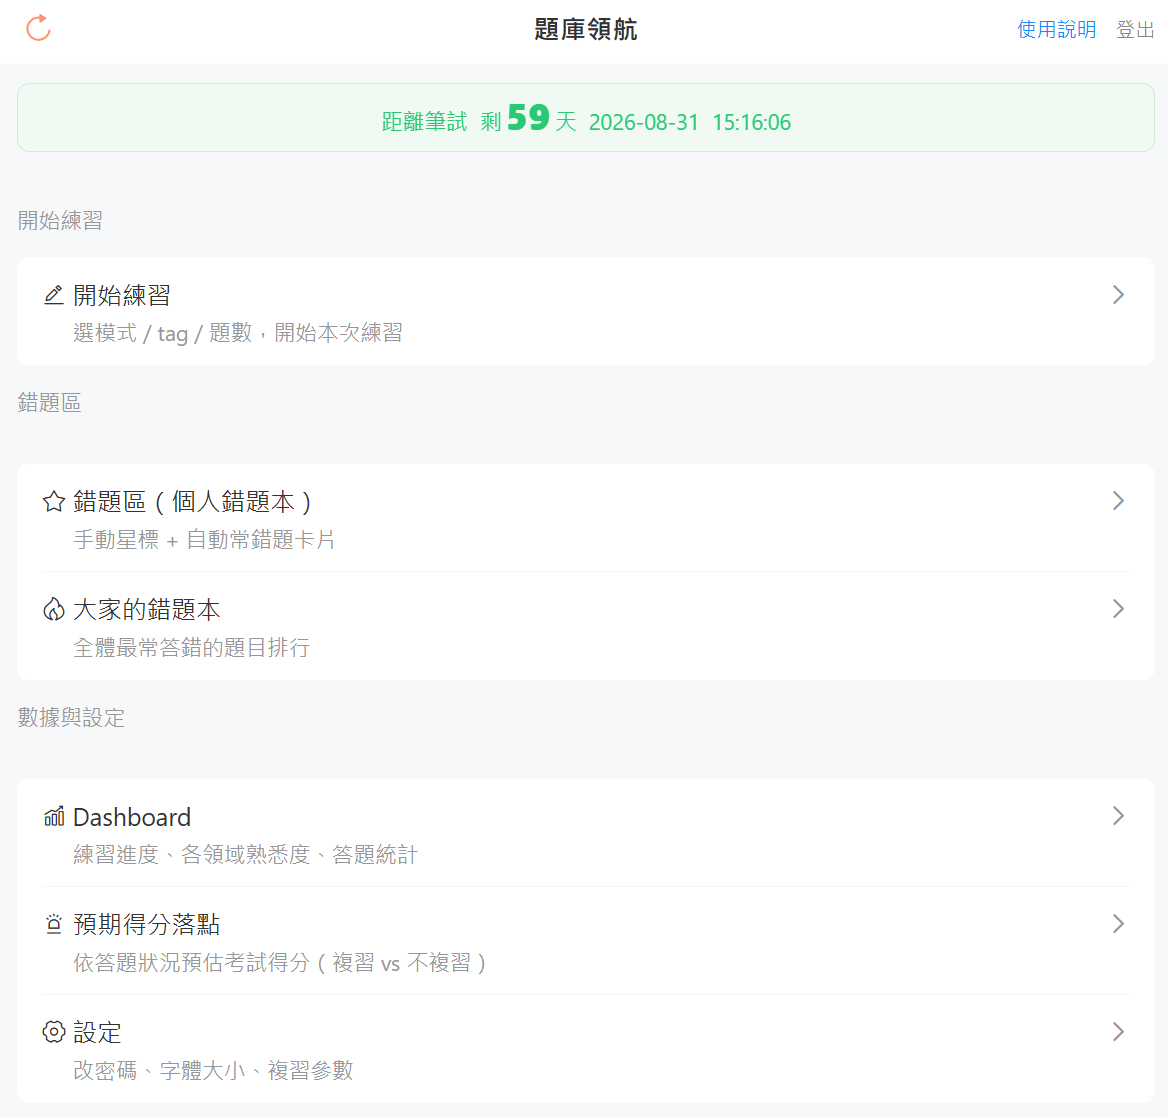 題庫領航
使用說明 登出
距離筆試 剩 59 天 2026-08-31 15:16:06
開始練習
開始練習
選模式 / tag / 題數，開始本次練習
錯題區
錯題區（個人錯題本）
手動星標 + 自動常錯題卡片
大家的錯題本
全體最常答錯的題目排行
數據與設定
Dashboard
練習進度、各領域熟悉度、答題統計
預期得分落點
依答題狀況預估考試得分（複習 vs 不複習）
設定
改密碼、字體大小、複習參數